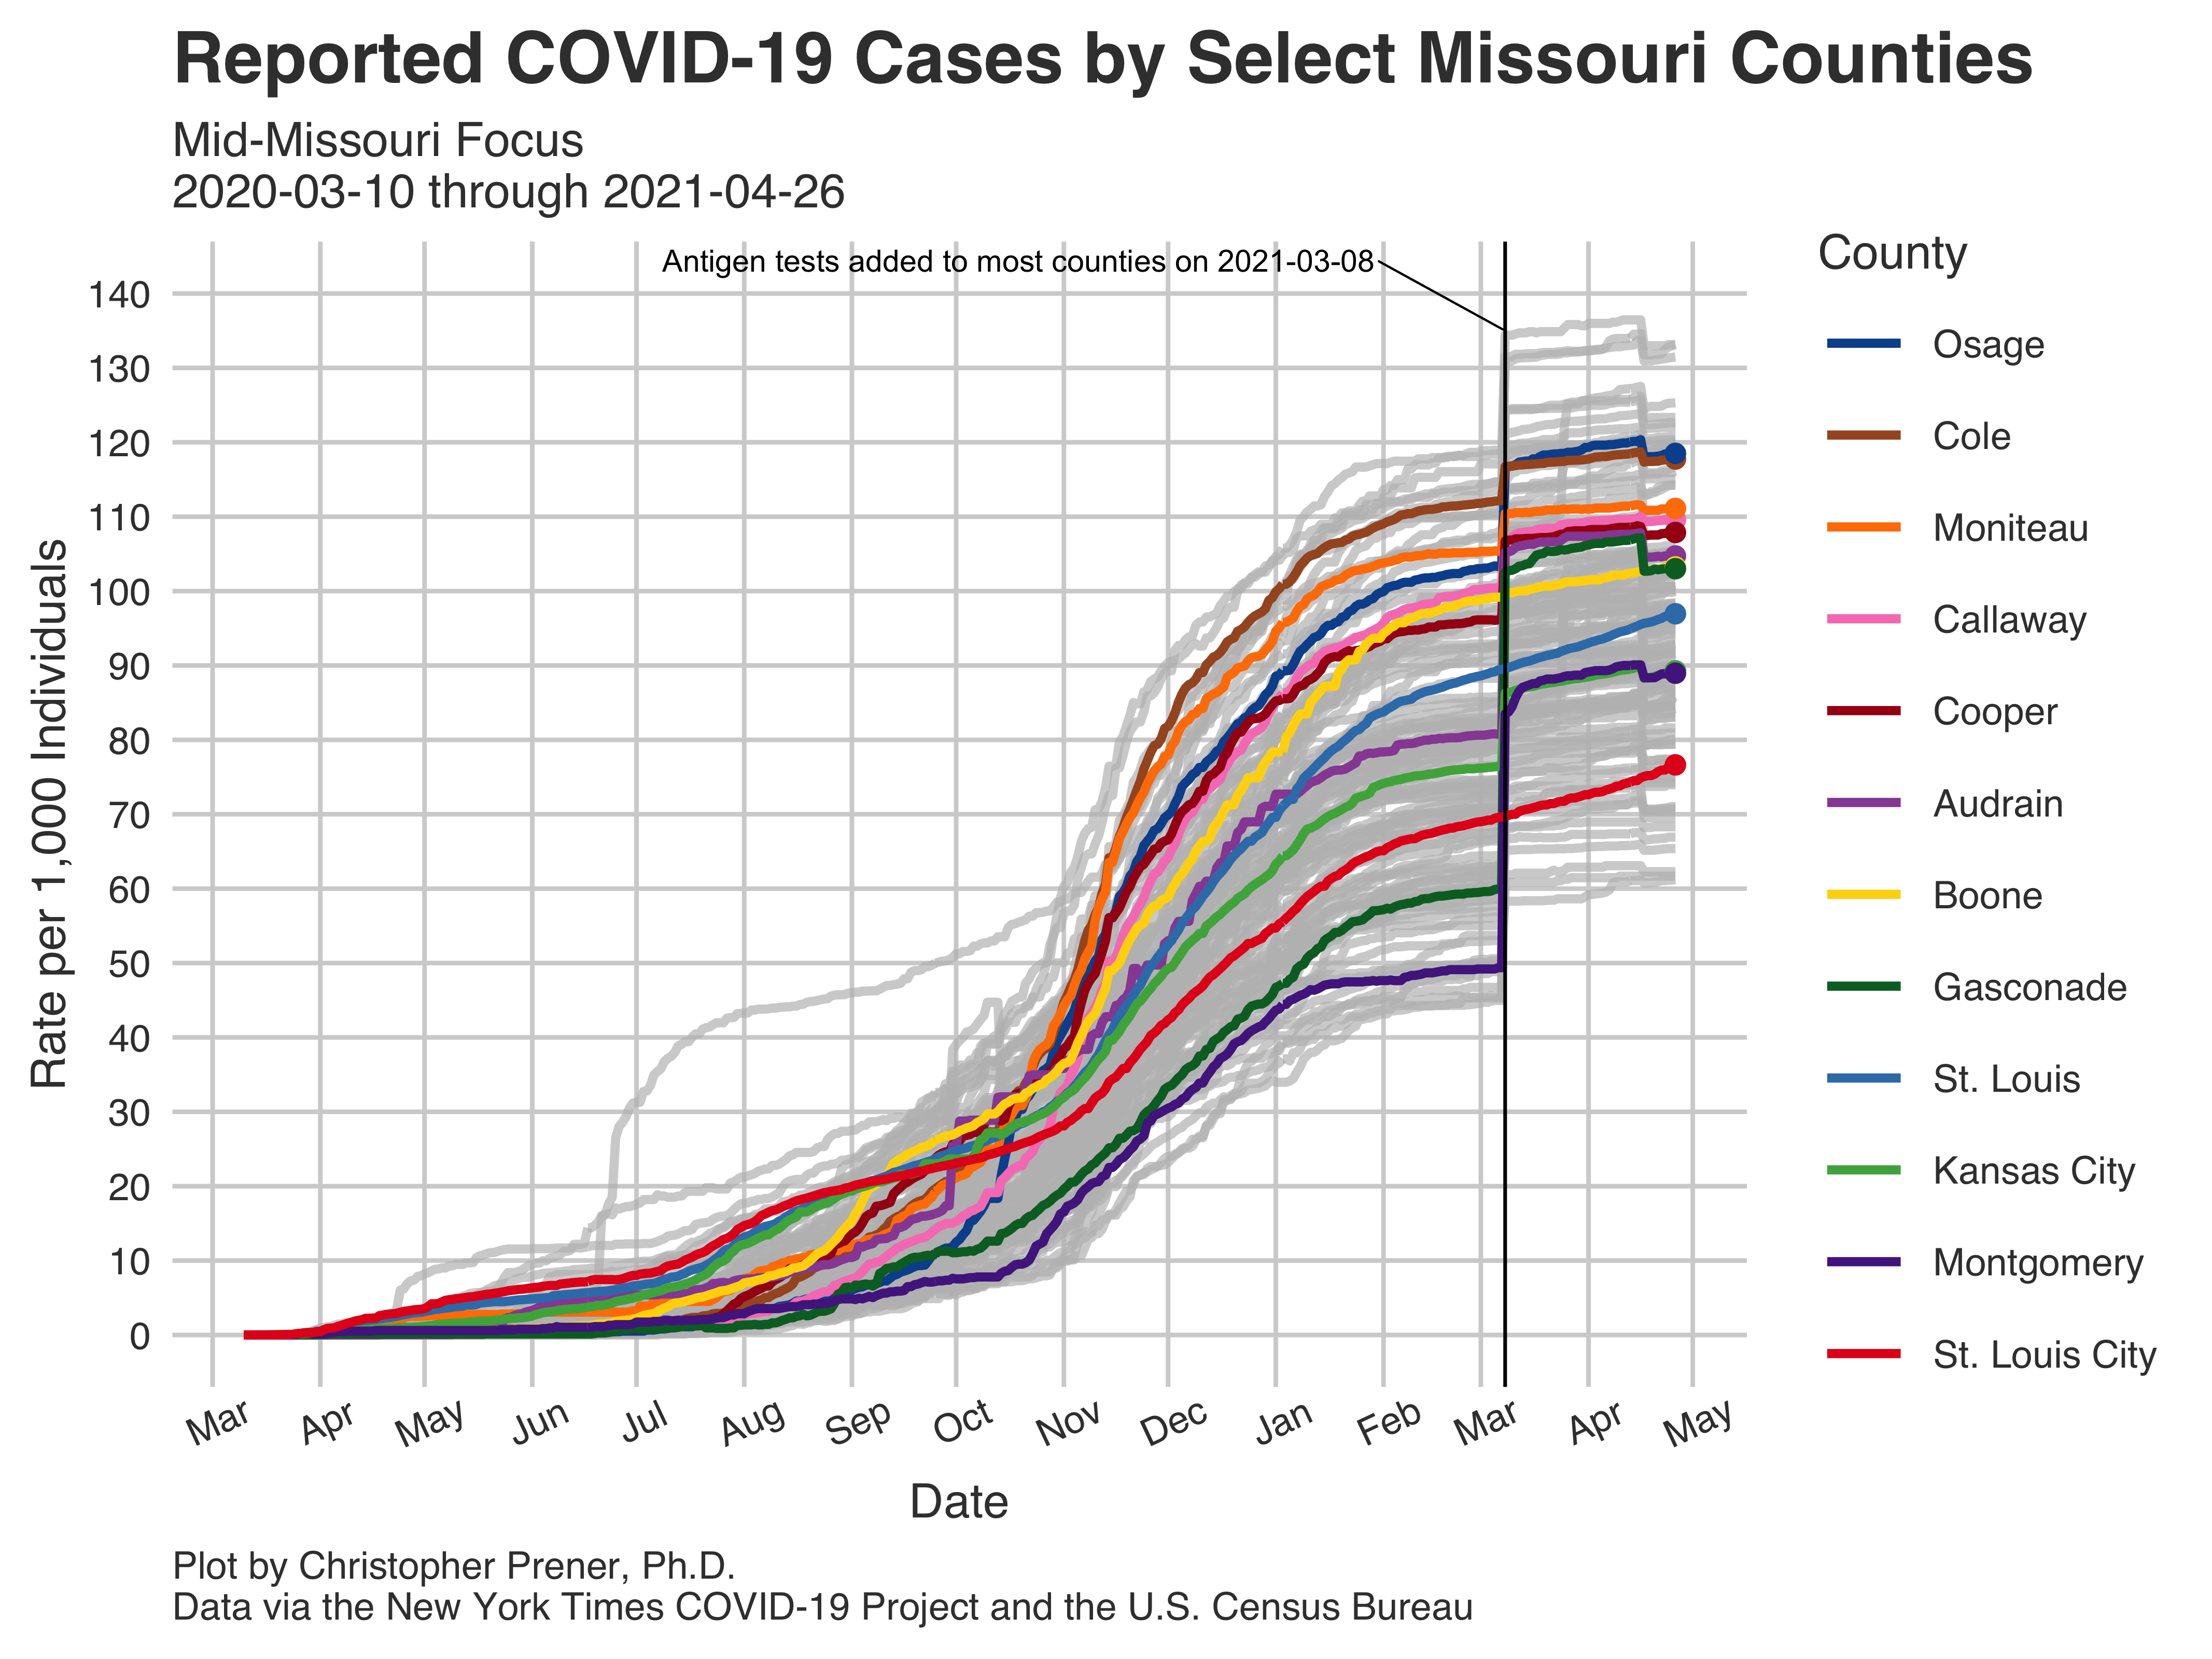 Reported COVID-19 Cases by Select Missouri Counties
Mid-Missouri Focus
2020-03-10 through 2021-04-26
Antigen tests added to most counties on 2021-03-08
Rate per 1,000 Individuals
140
130
120
110
100
90
80
70
60
50
40
30
20
10
0
Mar Apr May Jun Jul Aug Sep Oct Nov Dec Jan Feb Mar Apr May
Date
County
Osage
Cole
Moniteau
Callaway
Cooper
Audrain
Boone
Gasconade
St. Louis
Kansas City
Montgomery
St. Louis City
Plot by Christopher Prener, Ph.D.
Data via the New York Times COVID-19 Project and the U.S. Census Bureau